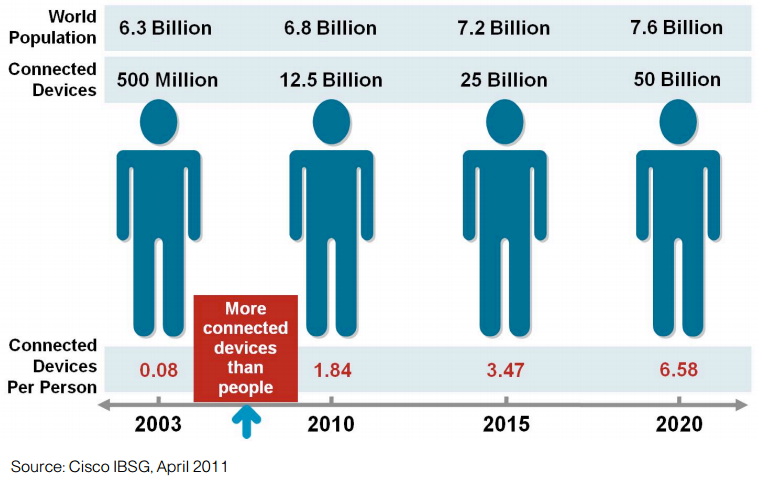 World
Population
6.3 Billion 6.8 Billion 7.2 Billion 7.6 Billion
Connected
Devices
500 Million 12.5 Billion 25 Billion 50 Billion
More
connected
devices
than
people
Connected
Devices
Per Person
0.08 1.84 3.47 6.58
2003 2010 2015 2020
Source: Cisco IBSG, April 2011